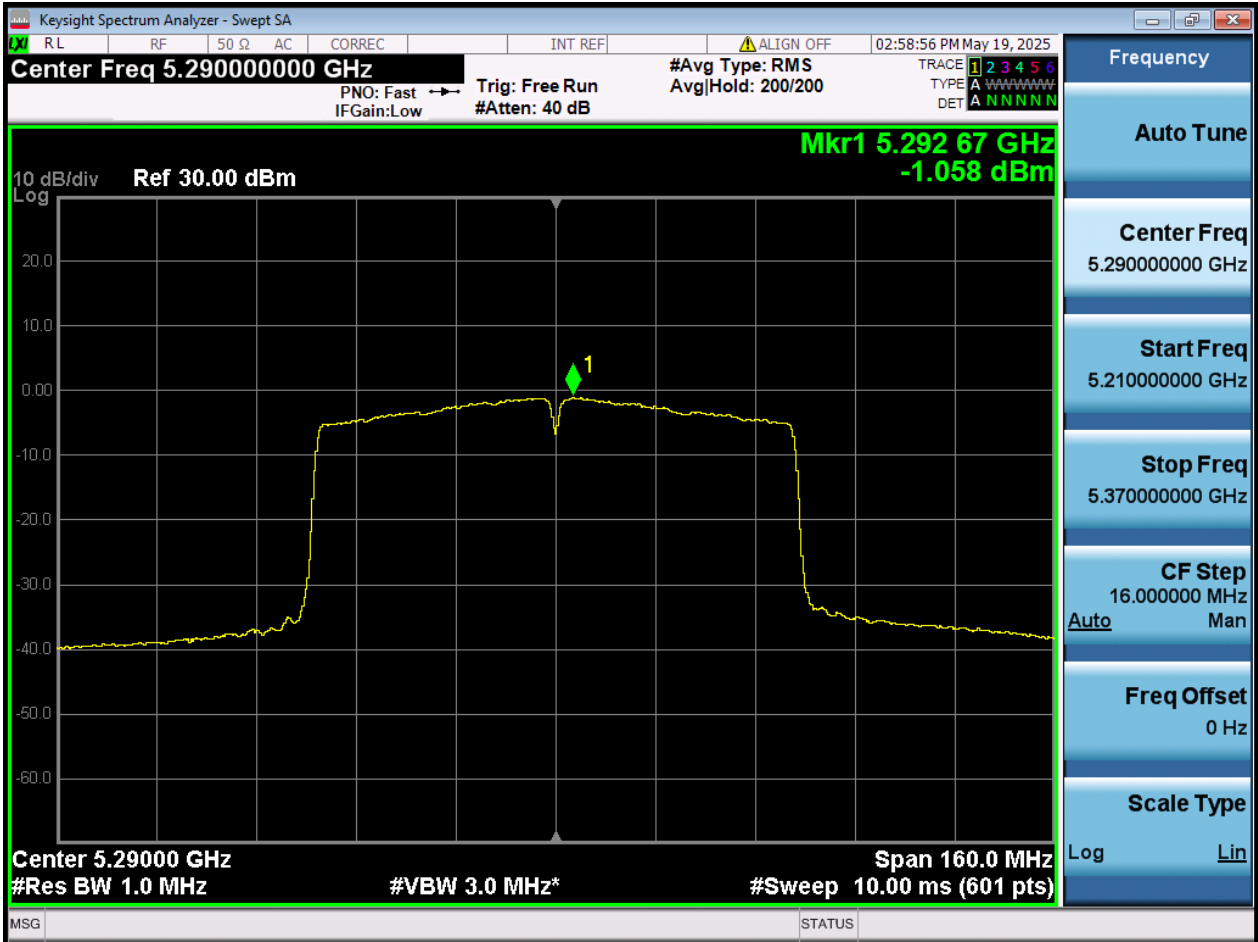 Keysight Spectrum Analyzer - Swept SA
LXI RL RF 50 Ω AC CORREC INT REF ALIGN OFF 02:58:56 PM May 19, 2025
Center Freq 5.290000000 GHz
PNO: Fast
IFGain:Low
Trig: Free Run
#Atten: 40 dB
#Avg Type: RMS
Avg|Hold: 200/200
TRACE 1 2 3 4 5 6
TYPE A WWWWW
DET A N N N N N
Mkr1 5.292 67 GHz
-1.058 dBm
10 dB/div Ref 30.00 dBm
Log
20.0
10.0
1
0.00
-10.0
-20.0
-30.0
-40.0
-50.0
-60.0
Center 5.29000 GHz Span 160.0 MHz
#Res BW 1.0 MHz #VBW 3.0 MHz* #Sweep 10.00 ms (601 pts)
MSG STATUS
Frequency
Auto Tune
Center Freq
5.290000000 GHz
Start Freq
5.210000000 GHz
Stop Freq
5.370000000 GHz
CF Step
16.000000 MHz
Auto Man
Freq Offset
0 Hz
Scale Type
Log Lin